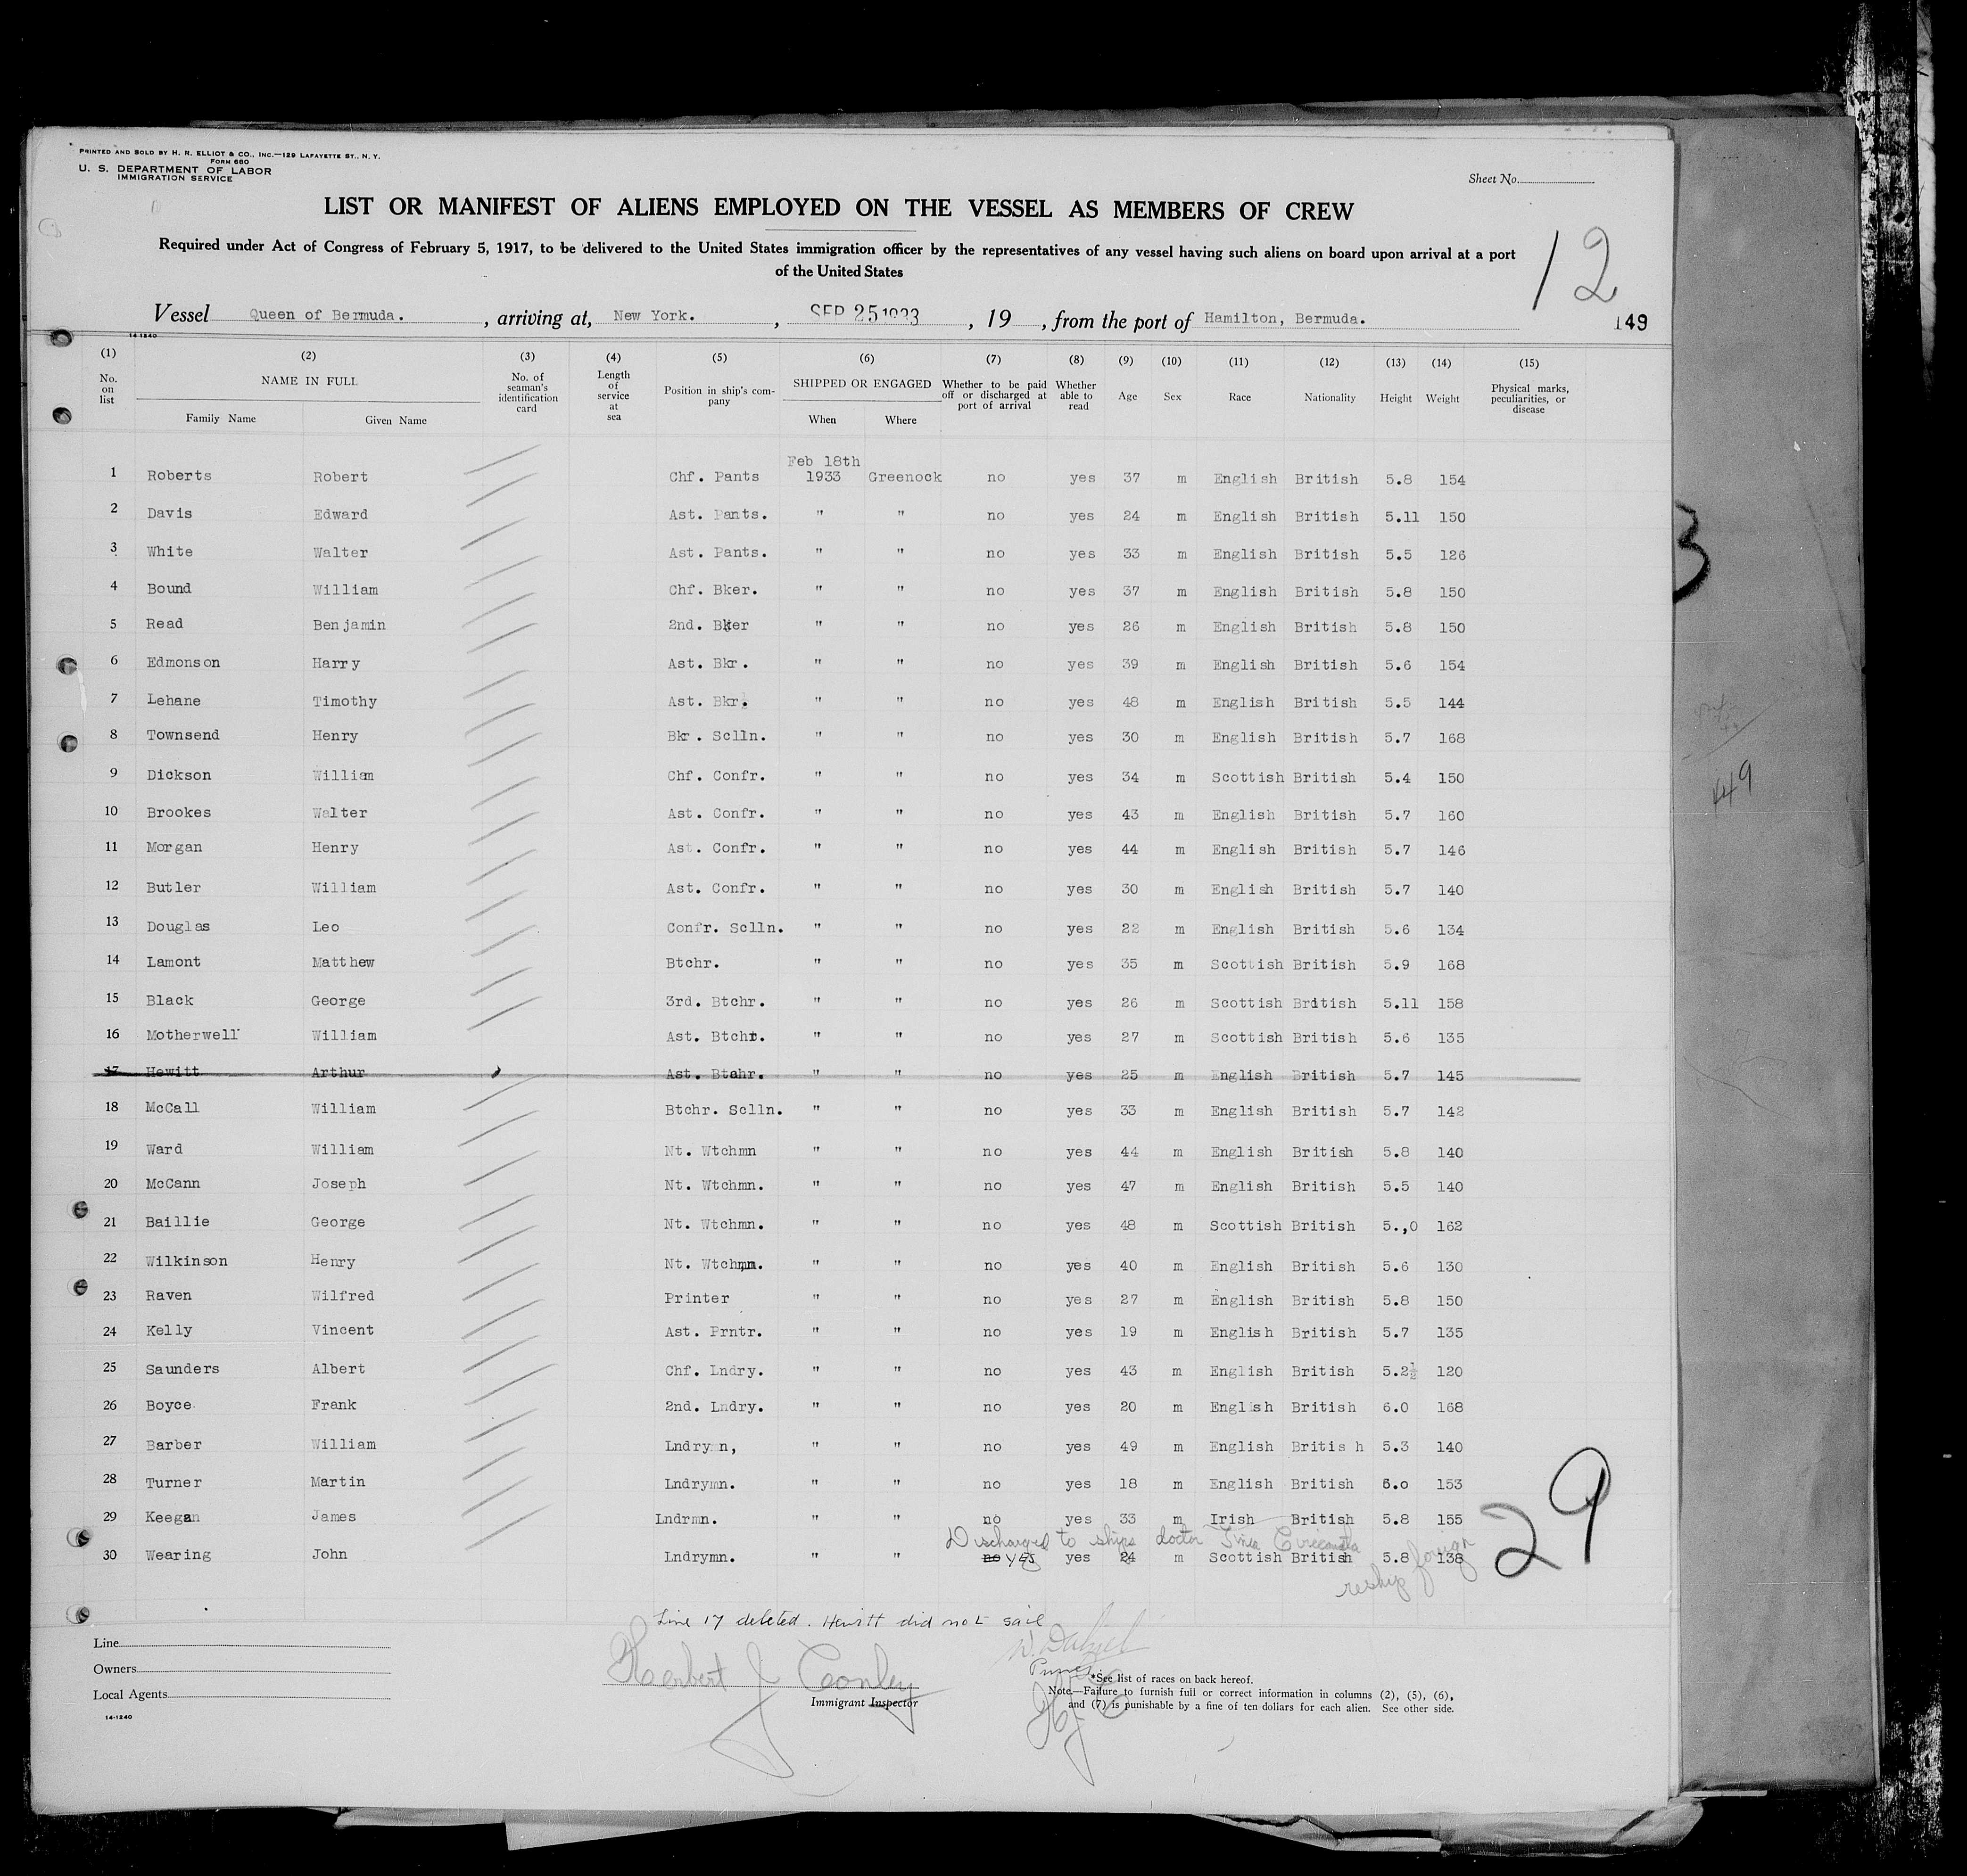 PRINTED AND SOLD BY H. R. ELLIOT & CO., INC.—129 LAFAYETTE ST., N. Y.
FORM 680
U. S. DEPARTMENT OF LABOR
IMMIGRATION SERVICE
Sheet No.
LIST OR MANIFEST OF ALIENS EMPLOYED ON THE VESSEL AS MEMBERS OF CREW
Required under Act of Congress of February 5, 1917, to be delivered to the United States immigration officer by the representatives of any vessel having such aliens on board upon arrival at a port
of the United States
12
Vessel Queen of Bermuda. , arriving at, New York. , SEP 25 1933 , 19 , from the port of Hamilton, Bermuda.
149
14-1240
(1) (2) (3) (4) (5) (6) (7) (8) (9) (10) (11) (12) (13) (14) (15)
No. on list NAME IN FULL Family Name Given Name No. of seaman's identification card Length of service at sea Position in ship's company SHIPPED OR ENGAGED When Where Whether to be paid off or discharged at port of arrival Whether able to read Age Sex Race Nationality Height Weight Physical marks, peculiarities, or disease
Feb 18th
1 Roberts Robert Chf. Pants 1933 Greenock no yes 37 m English British 5.8 154
2 Davis Edward Ast. Pants. " " no yes 24 m English British 5.11 150
3 White Walter Ast. Pants. " " no yes 33 m English British 5.5 126
4 Bound William Chf. Bker. " " no yes 37 m English British 5.8 150
5 Read Benjamin 2nd. Bker " " no yes 26 m English British 5.8 150
6 Edmonson Harry Ast. Bkr. " " no yes 39 m English British 5.6 154
7 Lehane Timothy Ast. Bkr. " " no yes 48 m English British 5.5 144
8 Townsend Henry Bkr. Sclln. " " no yes 30 m English British 5.7 168
9 Dickson William Chf. Confr. " " no yes 34 m Scottish British 5.4 150
10 Brookes Walter Ast. Confr. " " no yes 43 m English British 5.7 160
11 Morgan Henry Ast. Confr. " " no yes 44 m English British 5.7 146
12 Butler William Ast. Confr. " " no yes 30 m English British 5.7 140
13 Douglas Leo Confr. Sclln. " " no yes 22 m English British 5.6 134
14 Lamont Matthew Btchr. " " no yes 35 m Scottish British 5.9 168
15 Black George 3rd. Btchr. " " no yes 26 m Scottish British 5.11 158
16 Motherwell William Ast. Btchr. " " no yes 27 m Scottish British 5.6 135
17 Hewitt Arthur Ast. Btahr. " " no yes 25 m English British 5.7 145
18 McCall William Btchr. Sclln. " " no yes 33 m English British 5.7 142
19 Ward William Nt. Wtchmn " " no yes 44 m English British 5.8 140
20 McCann Joseph Nt. Wtchmn. " " no yes 47 m English British 5.5 140
21 Baillie George Nt. Wtchmn. " " no yes 48 m Scottish British 5.,0 162
22 Wilkinson Henry Nt. Wtchmn. " " no yes 40 m English British 5.6 130
23 Raven Wilfred Printer " " no yes 27 m English British 5.8 150
24 Kelly Vincent Ast. Prntr. " " no yes 19 m English British 5.7 135
25 Saunders Albert Chf. Lndry. " " no yes 43 m English British 5.2½ 120
26 Boyce Frank 2nd. Lndry. " " no yes 20 m English British 6.0 168
27 Barber William Lndrymn, " " no yes 49 m English British 5.3 140
28 Turner Martin Lndrymn. " " no yes 18 m English British 6.0 153
29 Keegan James Lndrmn. " " no yes 33 m Irish British 5.8 155
Discharged to ships doctor Tinea
30 Wearing John Lndrymn. " " no YES yes 24 m Scottish British 5.8 138
reship foreign
29
Line 17 deleted. Hewitt did not sail
Line
Owners
Local Agents
14-1240
Herbert J Conley
Immigrant Inspector
W. Dalziel
Purser
HJC
*See list of races on back hereof.
Note.—Failure to furnish full or correct information in columns (2), (5), (6),
and (7) is punishable by a fine of ten dollars for each alien. See other side.
3
149